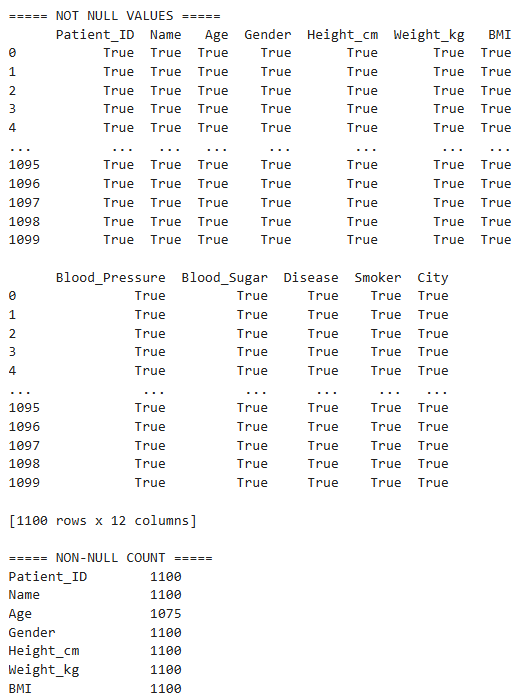 ===== NOT NULL VALUES =====
      Patient_ID  Name   Age  Gender  Height_cm  Weight_kg   BMI
0           True  True  True    True       True       True  True
1           True  True  True    True       True       True  True
2           True  True  True    True       True       True  True
3           True  True  True    True       True       True  True
4           True  True  True    True       True       True  True
...          ...   ...   ...     ...        ...        ...   ...
1095        True  True  True    True       True       True  True
1096        True  True  True    True       True       True  True
1097        True  True  True    True       True       True  True
1098        True  True  True    True       True       True  True
1099        True  True  True    True       True       True  True

      Blood_Pressure  Blood_Sugar  Disease  Smoker  City
0               True         True     True    True  True
1               True         True     True    True  True
2               True         True     True    True  True
3               True         True     True    True  True
4               True         True     True    True  True
...              ...          ...      ...     ...   ...
1095            True         True     True    True  True
1096            True         True     True    True  True
1097            True         True     True    True  True
1098            True         True     True    True  True
1099            True         True     True    True  True

[1100 rows x 12 columns]

===== NON-NULL COUNT =====
Patient_ID        1100
Name              1100
Age               1075
Gender            1100
Height_cm         1100
Weight_kg         1100
BMI               1100